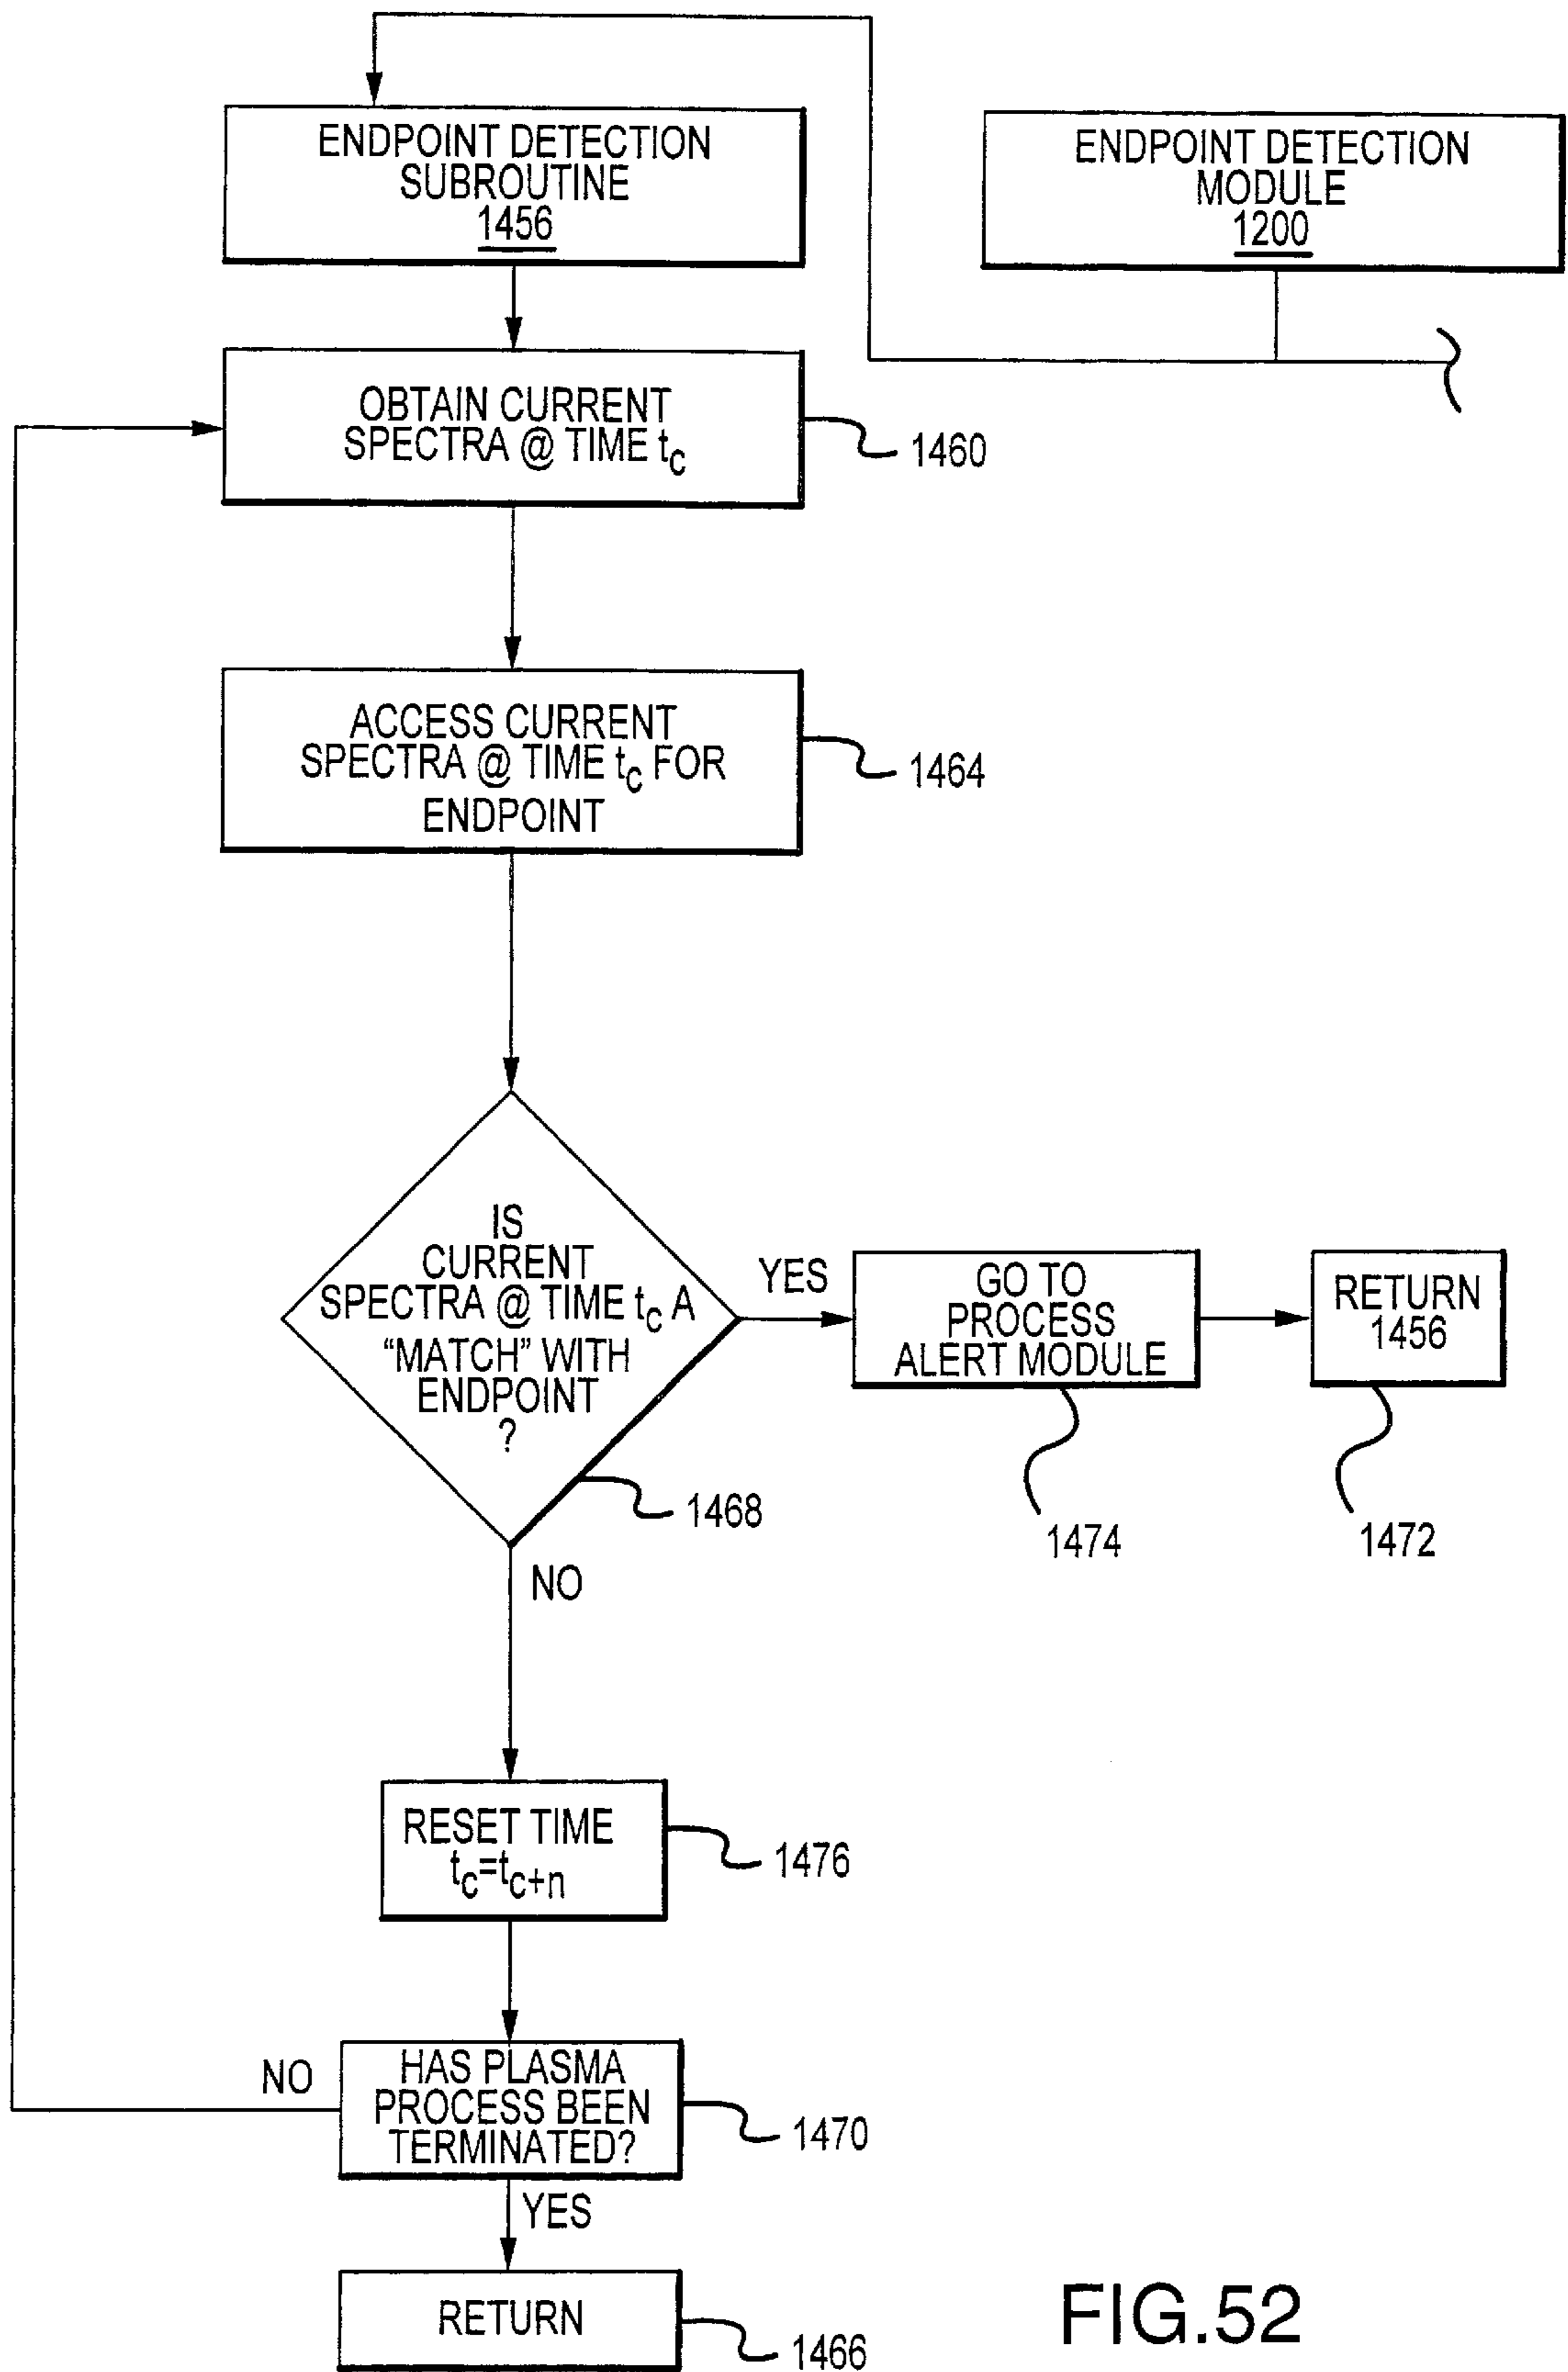 ENDPOINT DETECTION
SUBROUTINE
1456
ENDPOINT DETECTION
MODULE
1200
OBTAIN CURRENT
SPECTRA @ TIME tc
1460
ACCESS CURRENT
SPECTRA @ TIME tc FOR
ENDPOINT
1464
IS
CURRENT
SPECTRA @ TIME tc A
“MATCH” WITH
ENDPOINT
?
1468
YES
GO TO
PROCESS
ALERT MODULE
1474
RETURN
1456
1472
NO
RESET TIME
tc=tc+n
1476
HAS PLASMA
PROCESS BEEN
TERMINATED?
1470
NO
YES
RETURN
1466
FIG.52